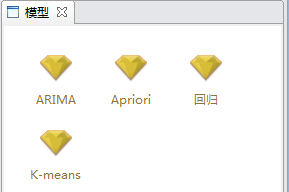 模型
ARIMA Apriori 回归
K-means